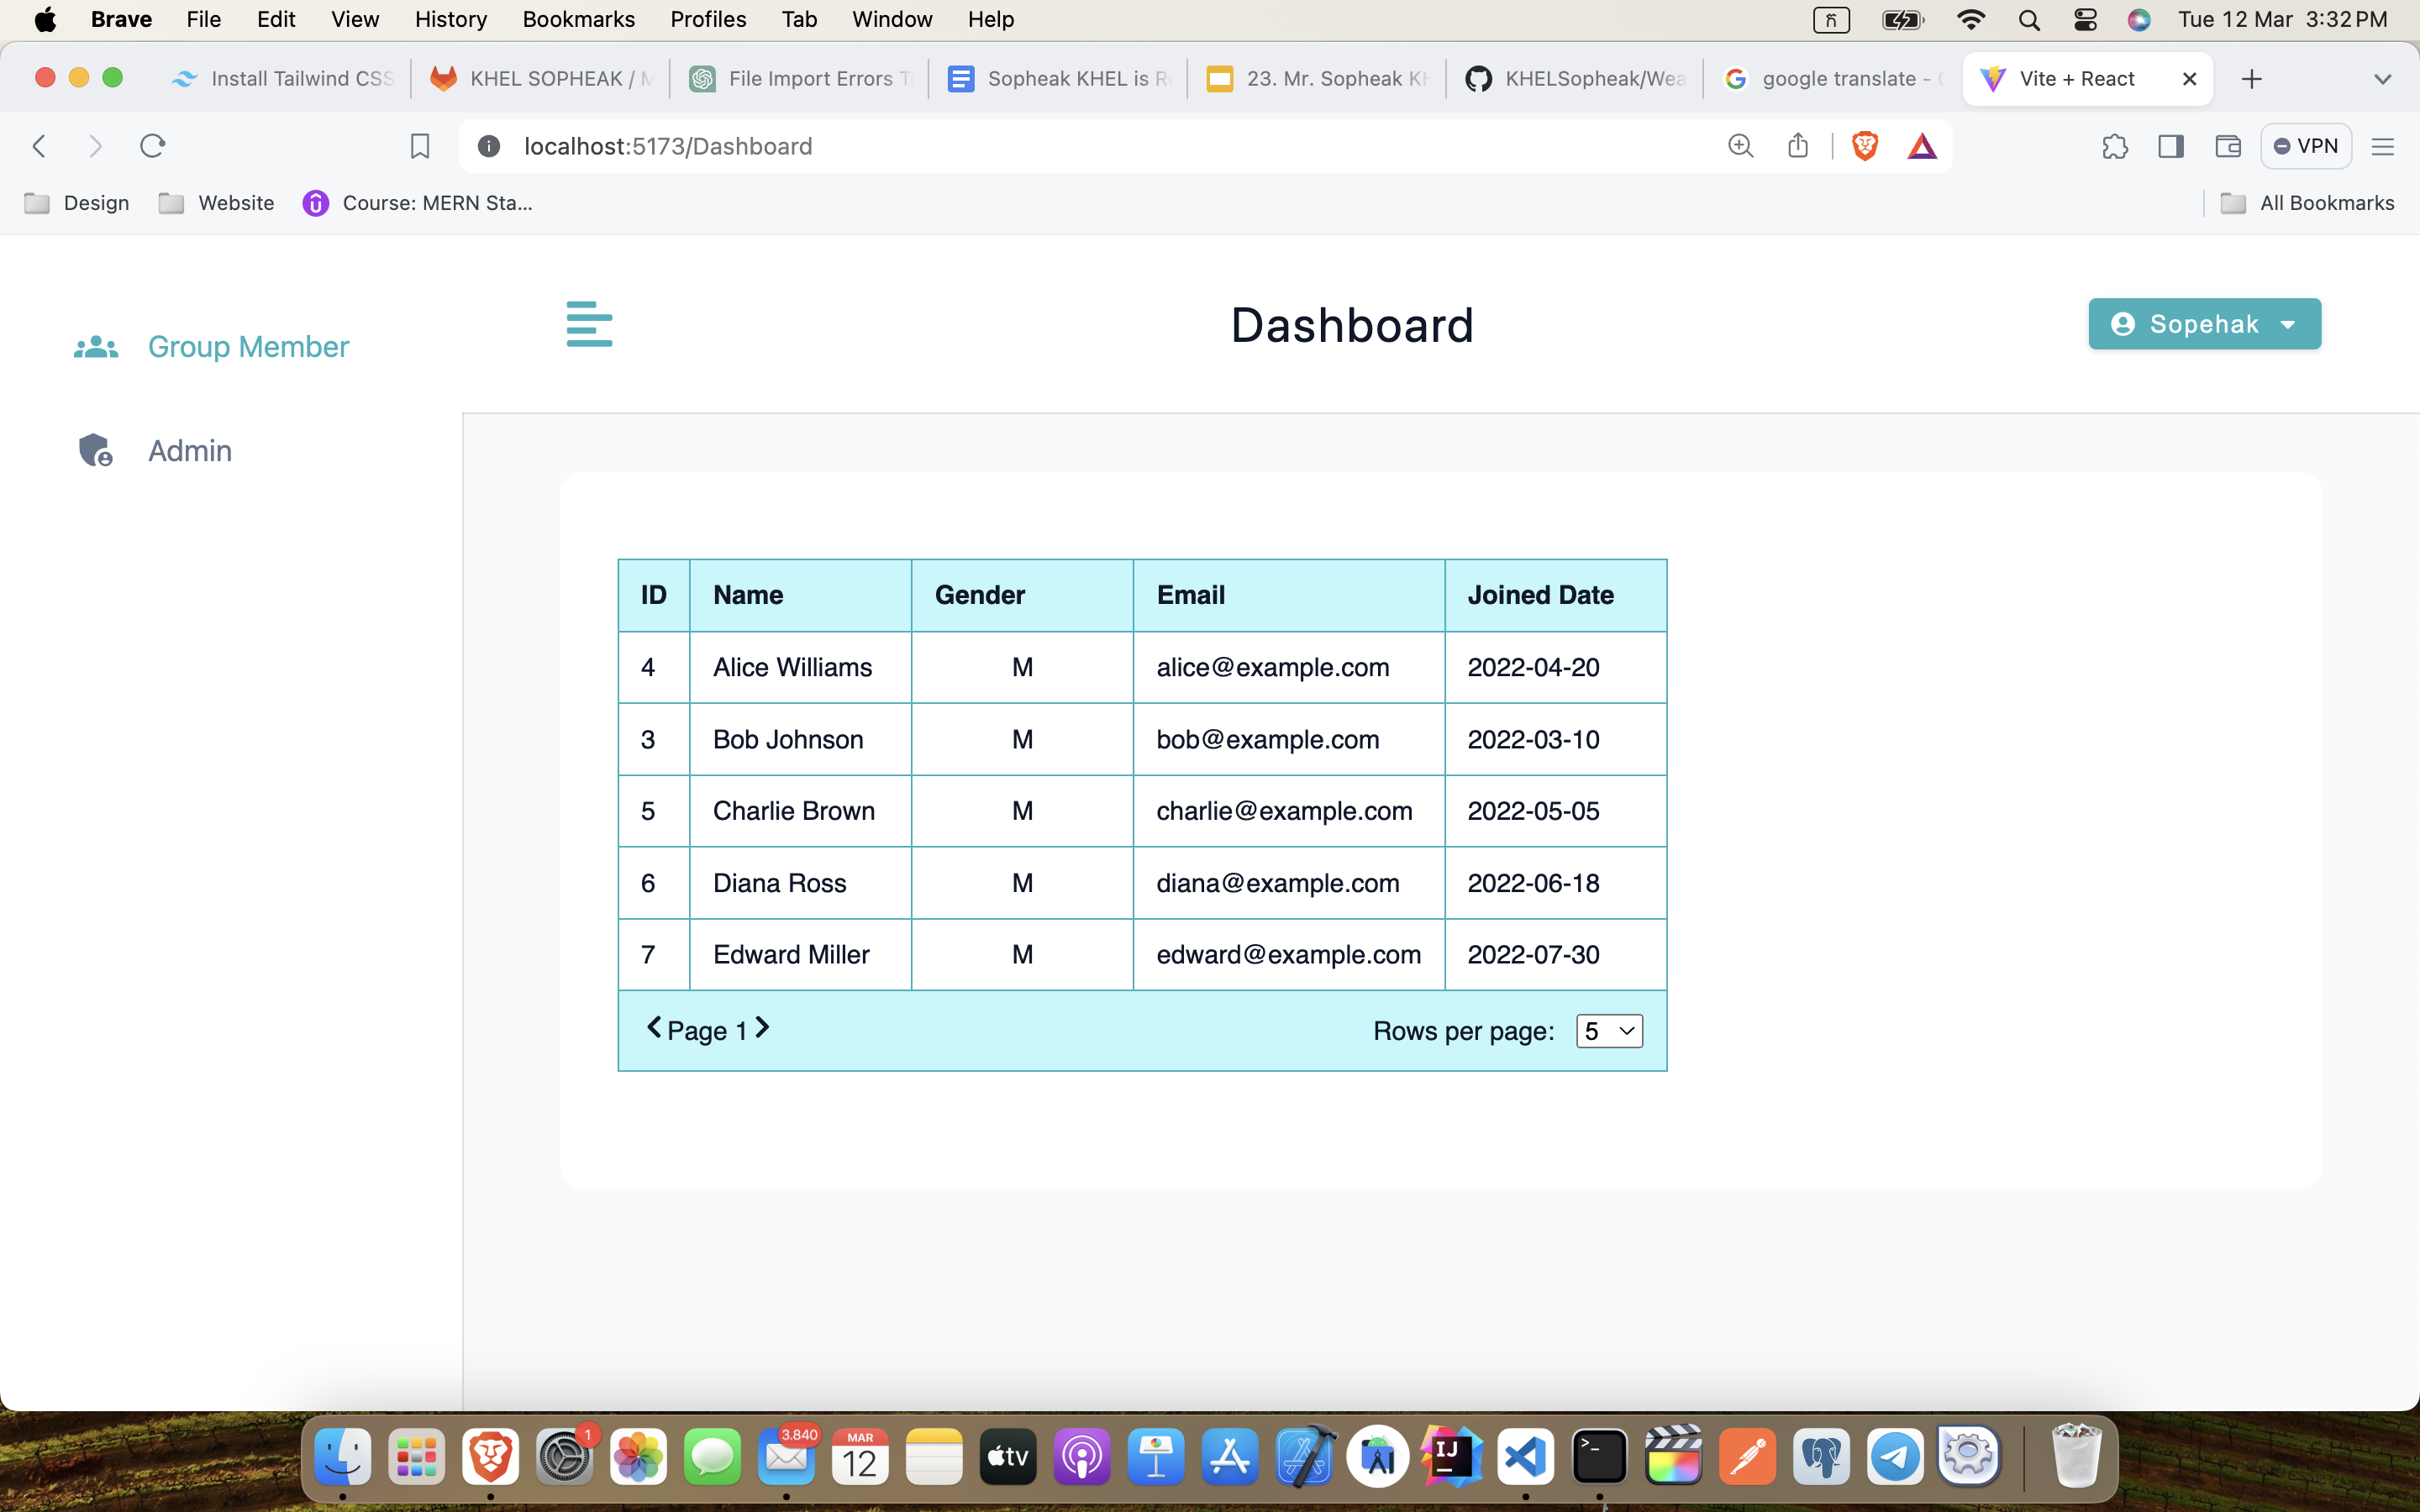 Brave File Edit View History Bookmarks Profiles Tab Window Help ក Tue 12 Mar 3:32 PM
Install Tailwind CSS KHEL SOPHEAK / M File Import Errors T Sopheak KHEL is R 23. Mr. Sopheak KH KHELSopheak/Wea google translate - Vite + React
localhost:5173/Dashboard VPN
Design Website Course: MERN Sta... All Bookmarks
Dashboard
Sopehak
Group Member
Admin
ID Name Gender Email Joined Date
4 Alice Williams M alice@example.com 2022-04-20
3 Bob Johnson M bob@example.com 2022-03-10
5 Charlie Brown M charlie@example.com 2022-05-05
6 Diana Ross M diana@example.com 2022-06-18
7 Edward Miller M edward@example.com 2022-07-30
Page 1 Rows per page: 5
1 3.840 MAR 12 tv IJ